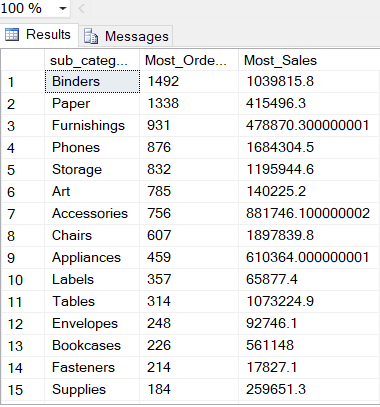 100 %
Results Messages
sub_categ... Most_Orde... Most_Sales
1 Binders 1492 1039815.8
2 Paper 1338 415496.3
3 Furnishings 931 478870.300000001
4 Phones 876 1684304.5
5 Storage 832 1195944.6
6 Art 785 140225.2
7 Accessories 756 881746.100000002
8 Chairs 607 1897839.8
9 Appliances 459 610364.000000001
10 Labels 357 65877.4
11 Tables 314 1073224.9
12 Envelopes 248 92746.1
13 Bookcases 226 561148
14 Fasteners 214 17827.1
15 Supplies 184 259651.3